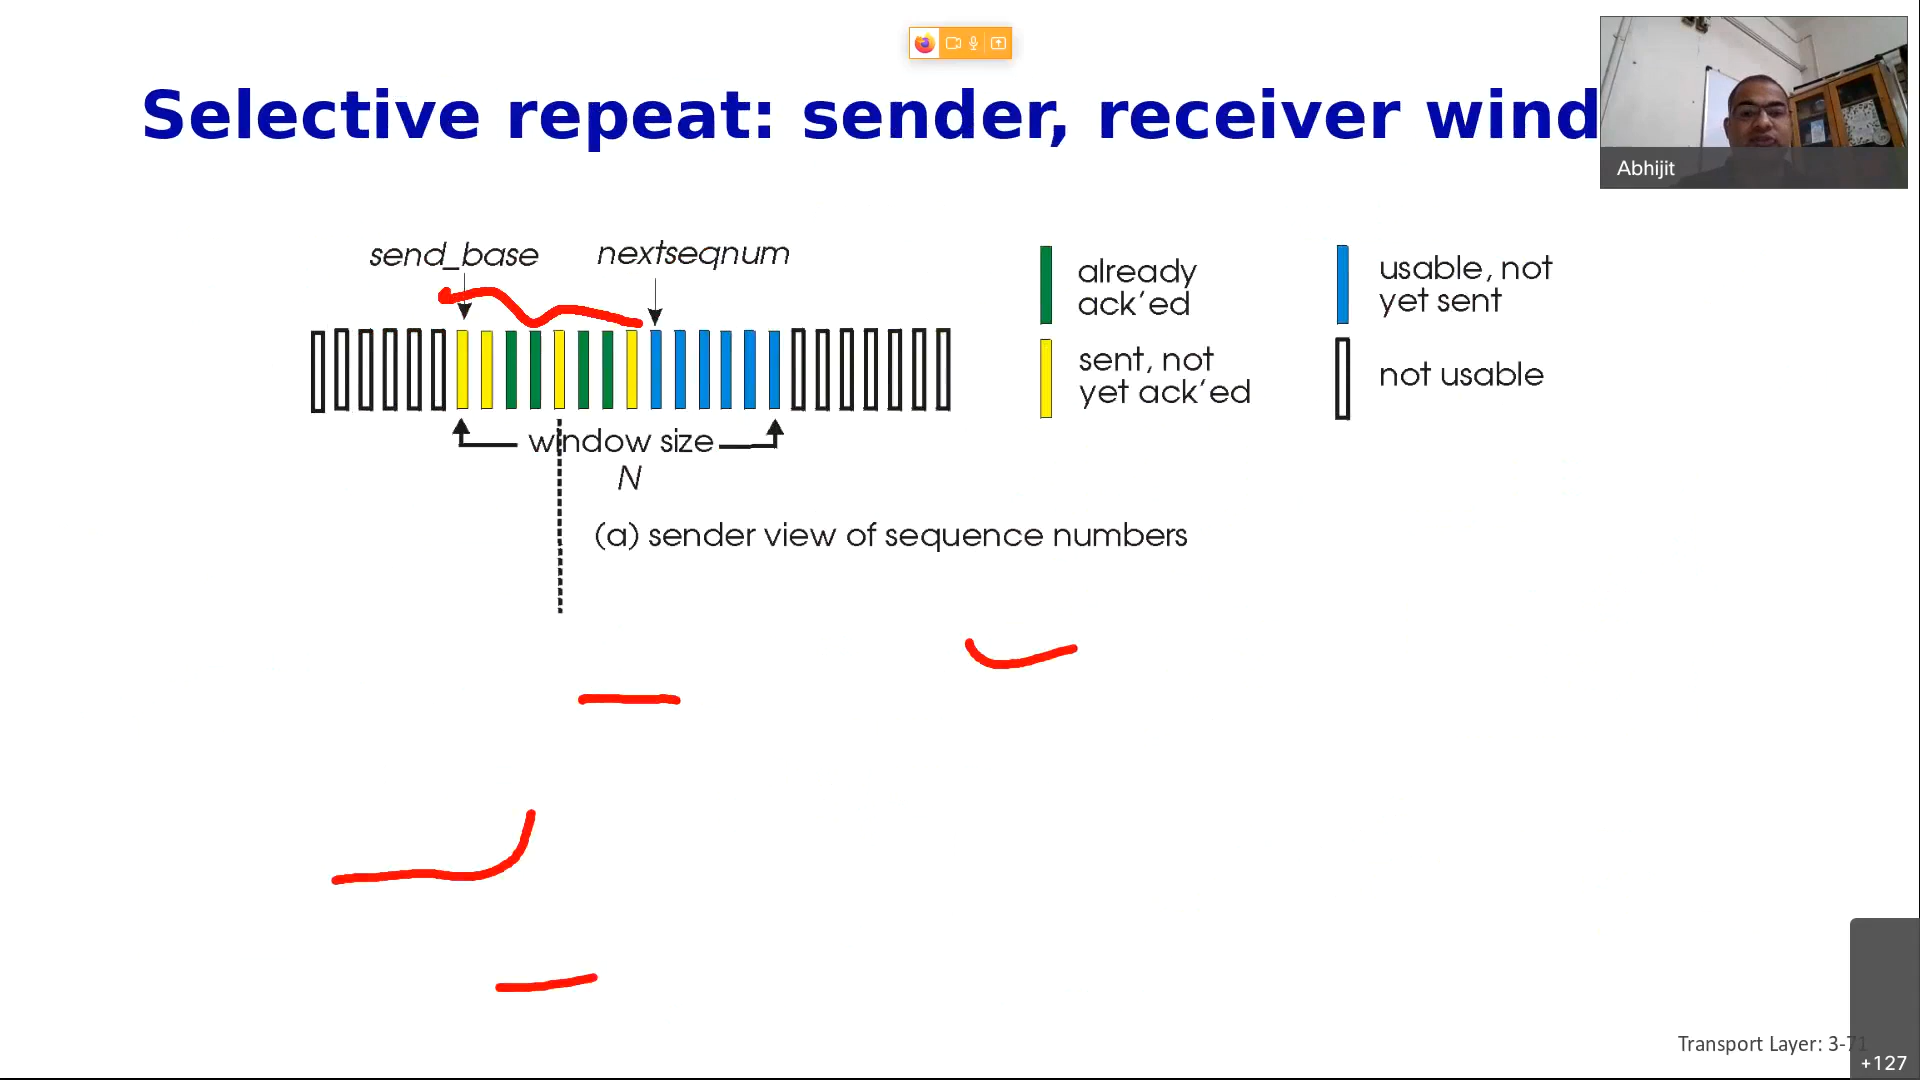 Selective repeat: sender, receiver wind
Abhijit
send_base
nextseqnum
already
ack'ed
usable, not
yet sent
sent, not
yet ack'ed
not usable
window size
N
(a) sender view of sequence numbers
Transport Layer: 3-71
+127